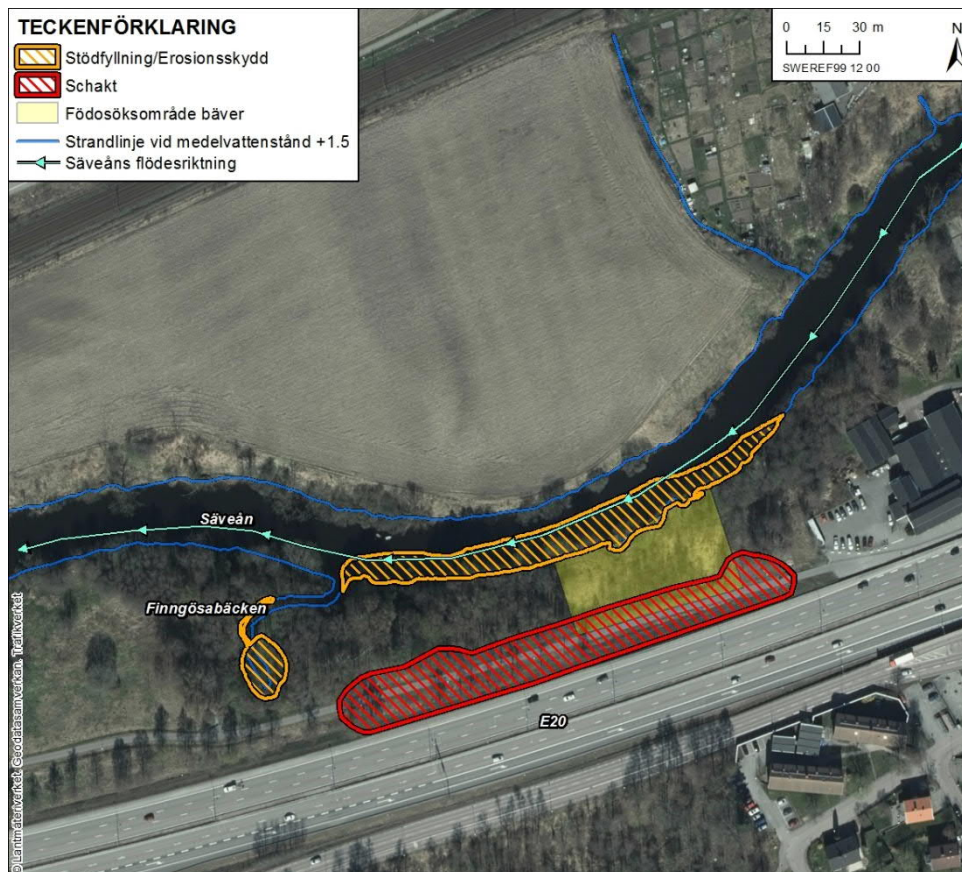 TECKENFÖRKLARING
Stödfyllning/Erosionsskydd
Schakt
Födosöksområde bäver
Strandlinje vid medelvattenstånd +1.5
Säveåns flödesriktning
0 15 30 m
SWEREF99 12 00
N
Säveån
Finngösabäcken
E20
© Lantmäteriverket, Geodatasamverkan, Trafikverket